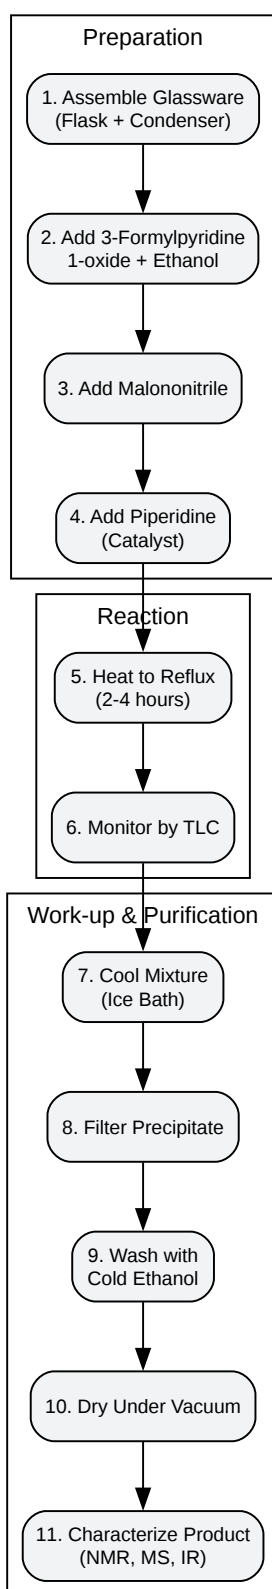 Preparation
1. Assemble Glassware
(Flask + Condenser)
2. Add 3-Formylpyridine
1-oxide + Ethanol
3. Add Malononitrile
4. Add Piperidine
(Catalyst)
Reaction
5. Heat to Reflux
(2-4 hours)
6. Monitor by TLC
Work-up & Purification
7. Cool Mixture
(Ice Bath)
8. Filter Precipitate
9. Wash with
Cold Ethanol
10. Dry Under Vacuum
11. Characterize Product
(NMR, MS, IR)